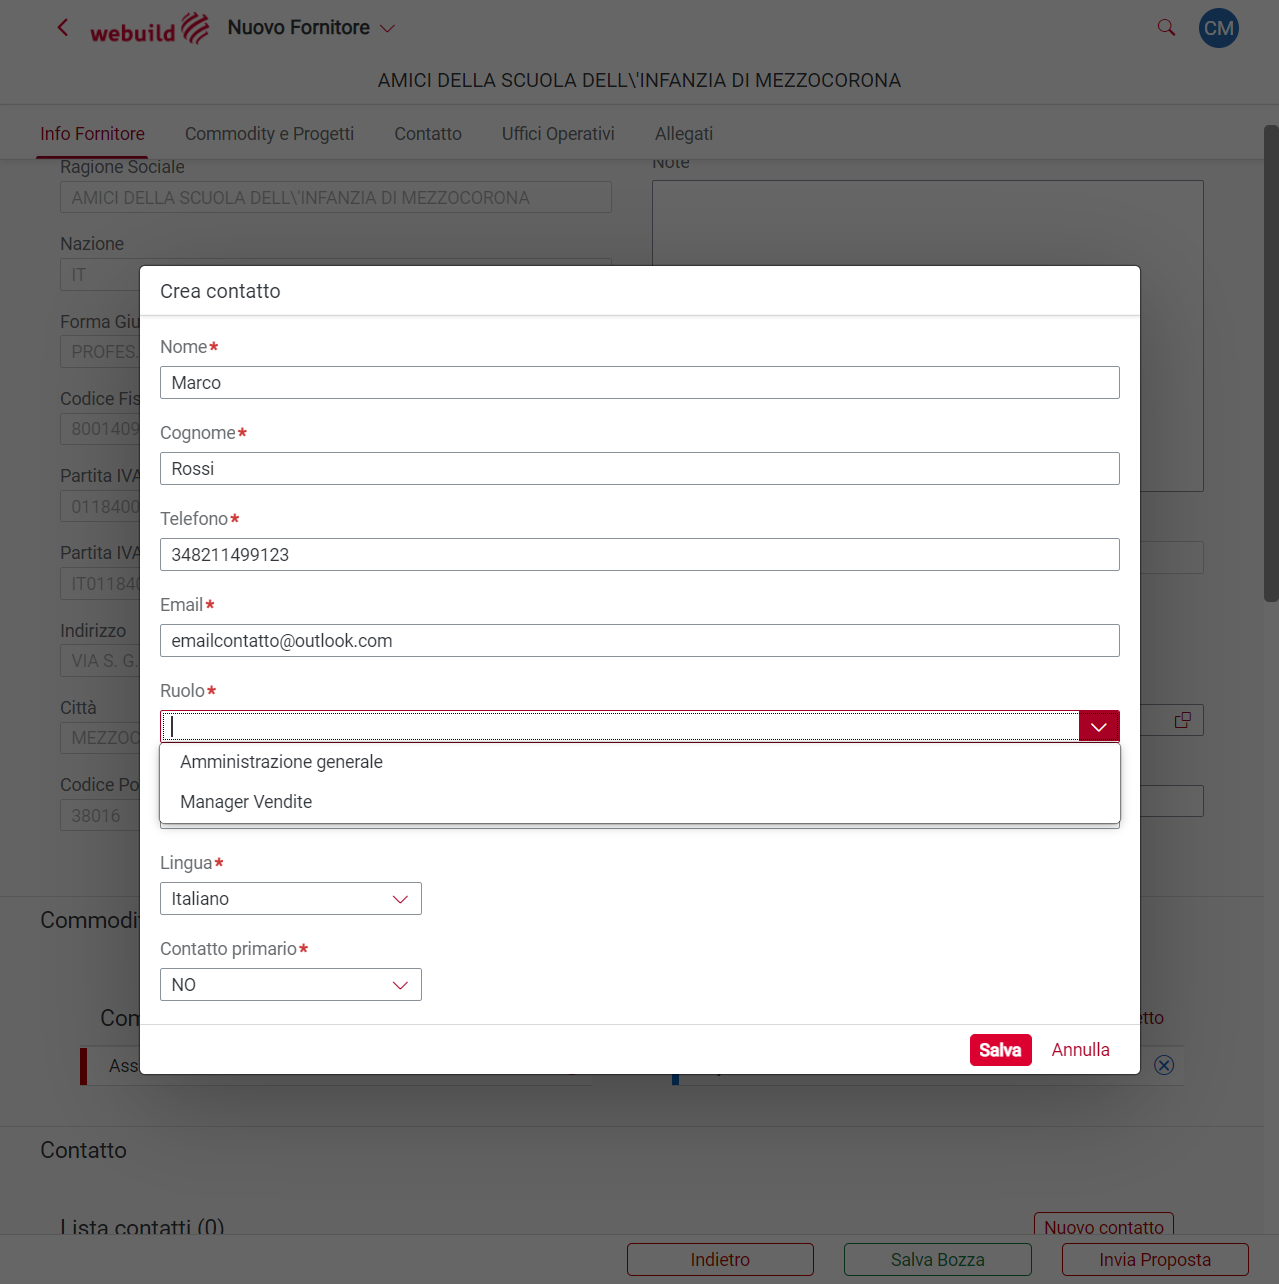 webuild
Nuovo Fornitore
CM
AMICI DELLA SCUOLA DELL\'INFANZIA DI MEZZOCORONA
Info Fornitore
Commodity e Progetti
Contatto
Uffici Operativi
Allegati
Ragione Sociale
Note
AMICI DELLA SCUOLA DELL\'INFANZIA DI MEZZOCORONA
Nazione
IT
Forma Giu
PROFES.
Codice Fis
8001409
Partita IVA
0118400
Partita IVA
IT011840
Indirizzo
VIA S. G.
Città
MEZZOC
Codice Po
38016
Crea contatto
Nome*
Marco
Cognome*
Rossi
Telefono*
348211499123
Email*
emailcontatto@outlook.com
Ruolo*
Amministrazione generale
Manager Vendite
Lingua*
Italiano
Contatto primario*
NO
Salva
Annulla
Commodi
Com
etto
Ass
Contatto
Lista contatti (0)
Nuovo contatto
Indietro
Salva Bozza
Invia Proposta